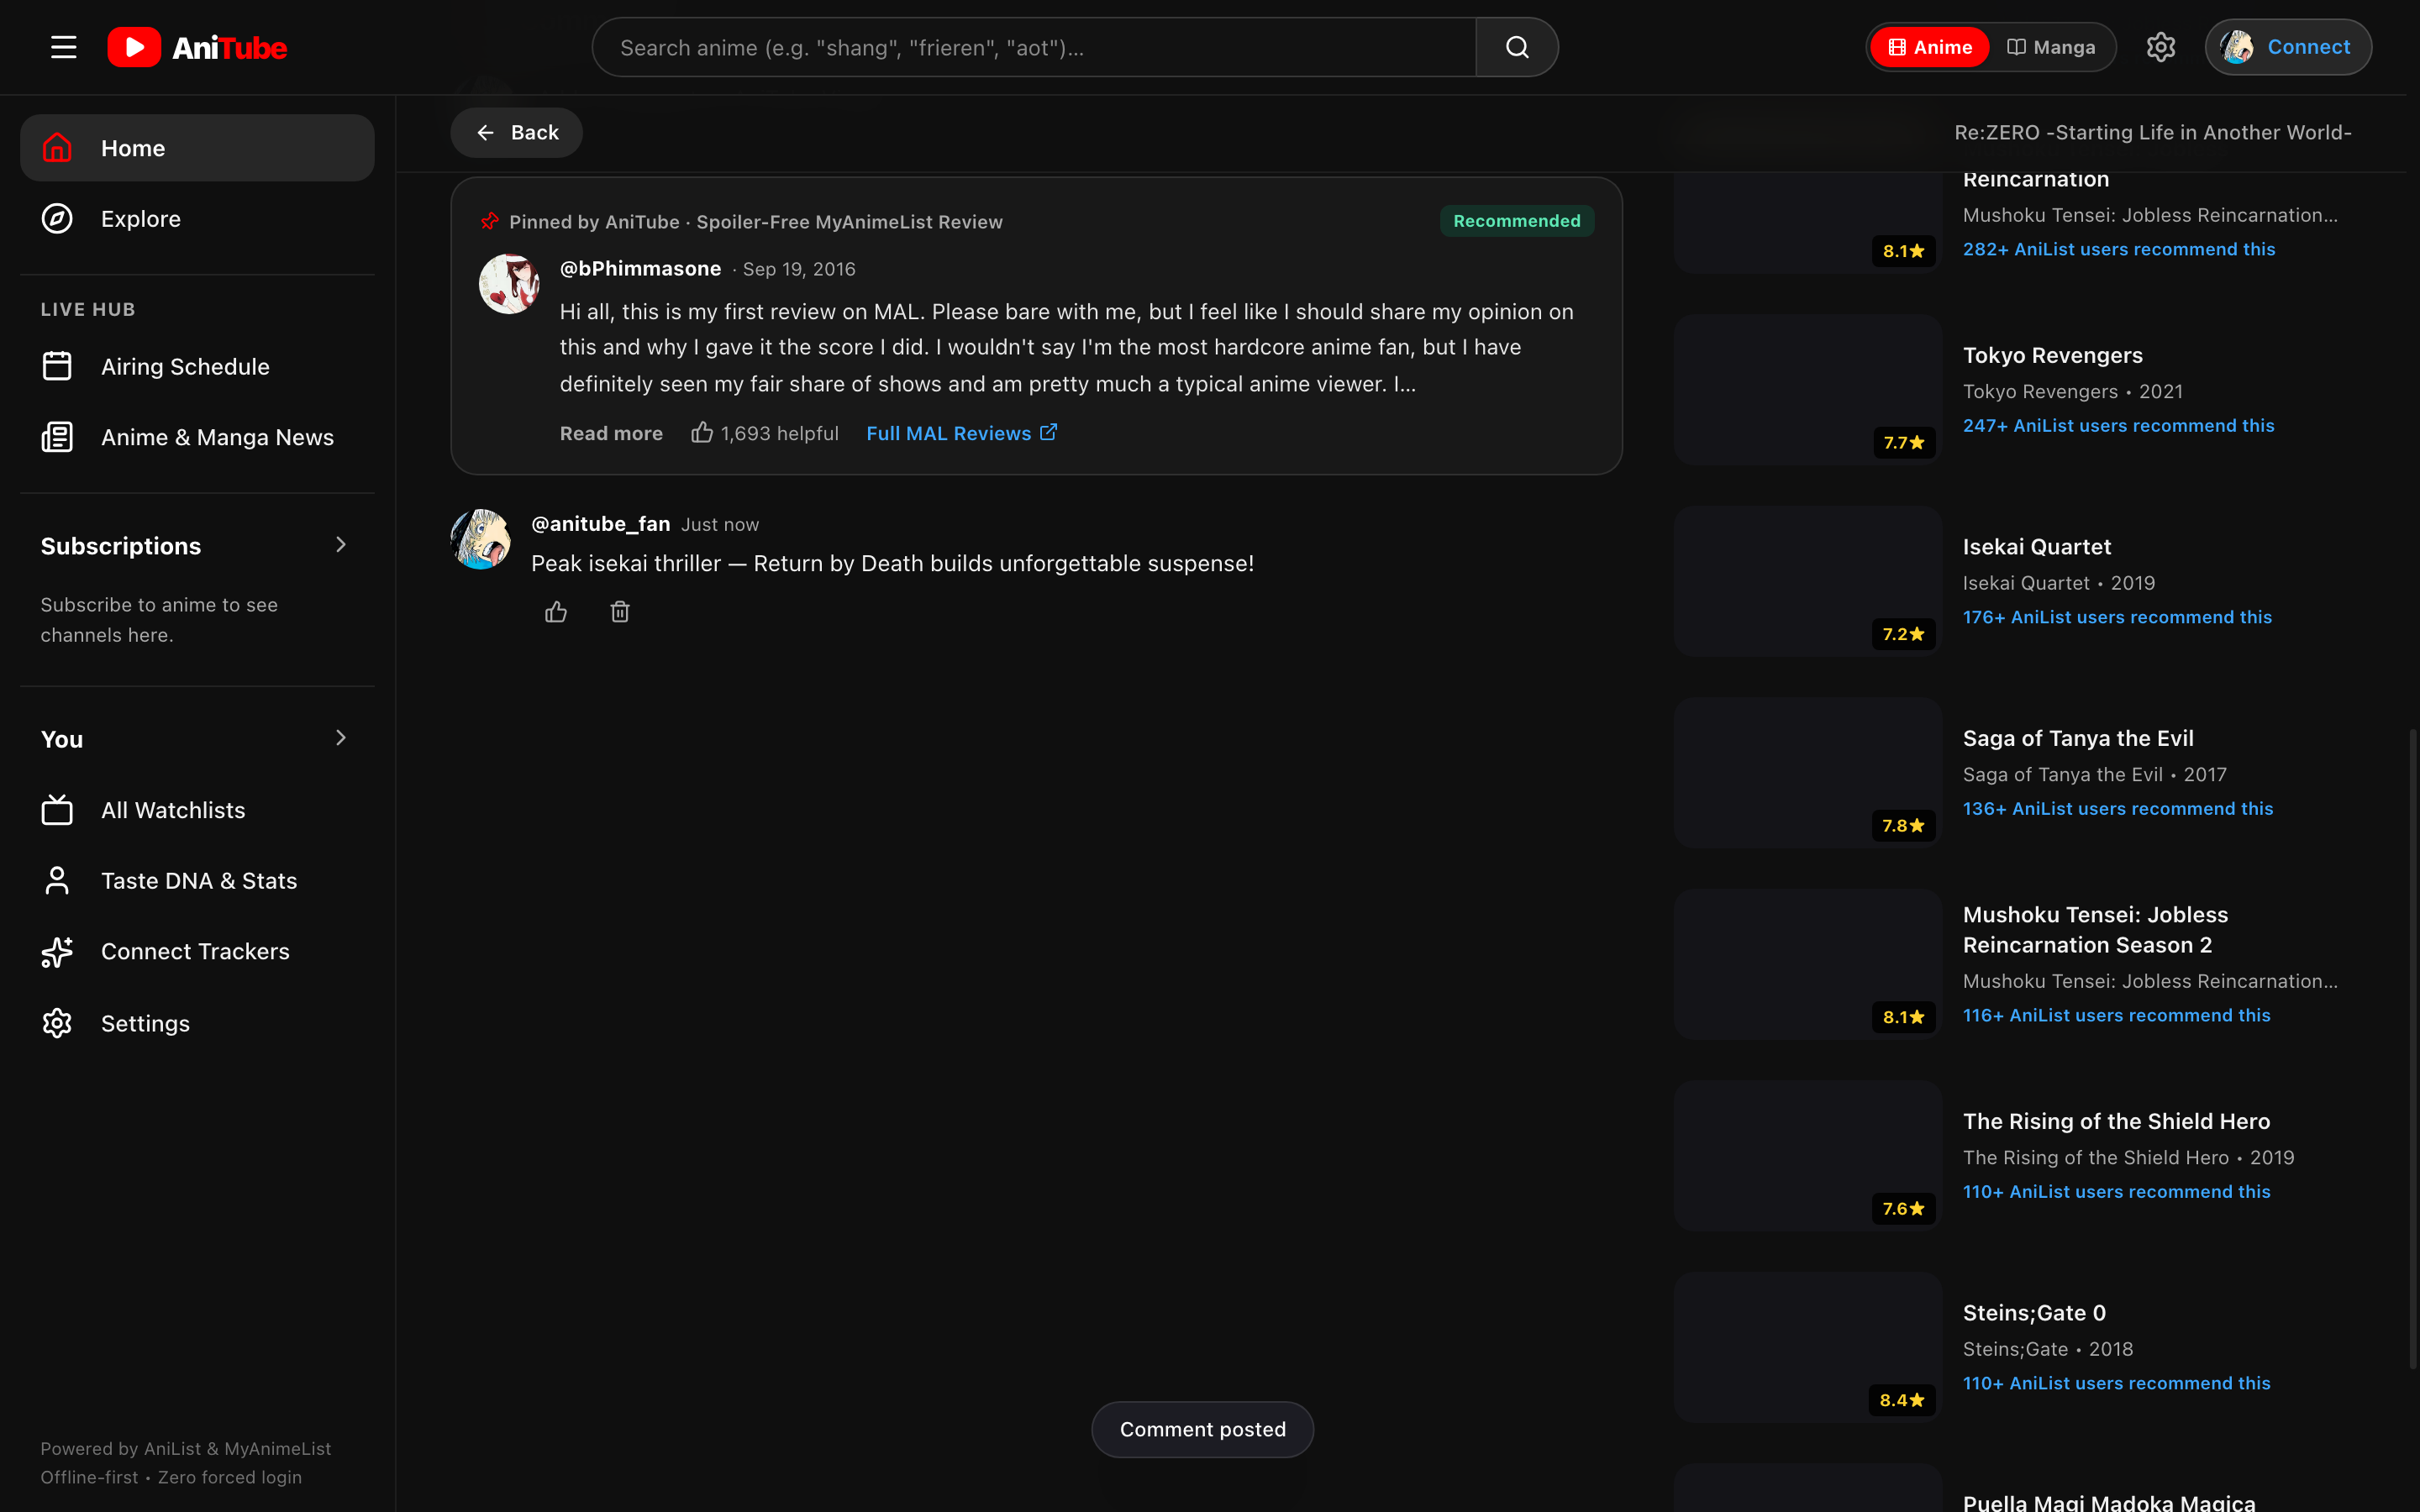 AniTube
Search anime (e.g. "shang", "frieren", "aot")...
Anime
Manga
Connect
Home
Explore
LIVE HUB
Airing Schedule
Anime & Manga News
Subscriptions
Subscribe to anime to see
channels here.
You
All Watchlists
Taste DNA & Stats
Connect Trackers
Settings
Powered by AniList & MyAnimeList
Offline-first • Zero forced login
Back
Re:ZERO -Starting Life in Another World-
Pinned by AniTube · Spoiler-Free MyAnimeList Review
Recommended
@bPhimmasone · Sep 19, 2016
Hi all, this is my first review on MAL. Please bare with me, but I feel like I should share my opinion on
this and why I gave it the score I did. I wouldn't say I'm the most hardcore anime fan, but I have
definitely seen my fair share of shows and am pretty much a typical anime viewer. I...
Read more
1,693 helpful
Full MAL Reviews
@anitube_fan Just now
Peak isekai thriller — Return by Death builds unforgettable suspense!
Comment posted
Reincarnation
Mushoku Tensei: Jobless Reincarnation...
282+ AniList users recommend this
8.1★
Tokyo Revengers
Tokyo Revengers • 2021
247+ AniList users recommend this
7.7★
Isekai Quartet
Isekai Quartet • 2019
176+ AniList users recommend this
7.2★
Saga of Tanya the Evil
Saga of Tanya the Evil • 2017
136+ AniList users recommend this
7.8★
Mushoku Tensei: Jobless
Reincarnation Season 2
Mushoku Tensei: Jobless Reincarnation...
116+ AniList users recommend this
8.1★
The Rising of the Shield Hero
The Rising of the Shield Hero • 2019
110+ AniList users recommend this
7.6★
Steins;Gate 0
Steins;Gate • 2018
110+ AniList users recommend this
8.4★
Puella Magi Madoka Magica